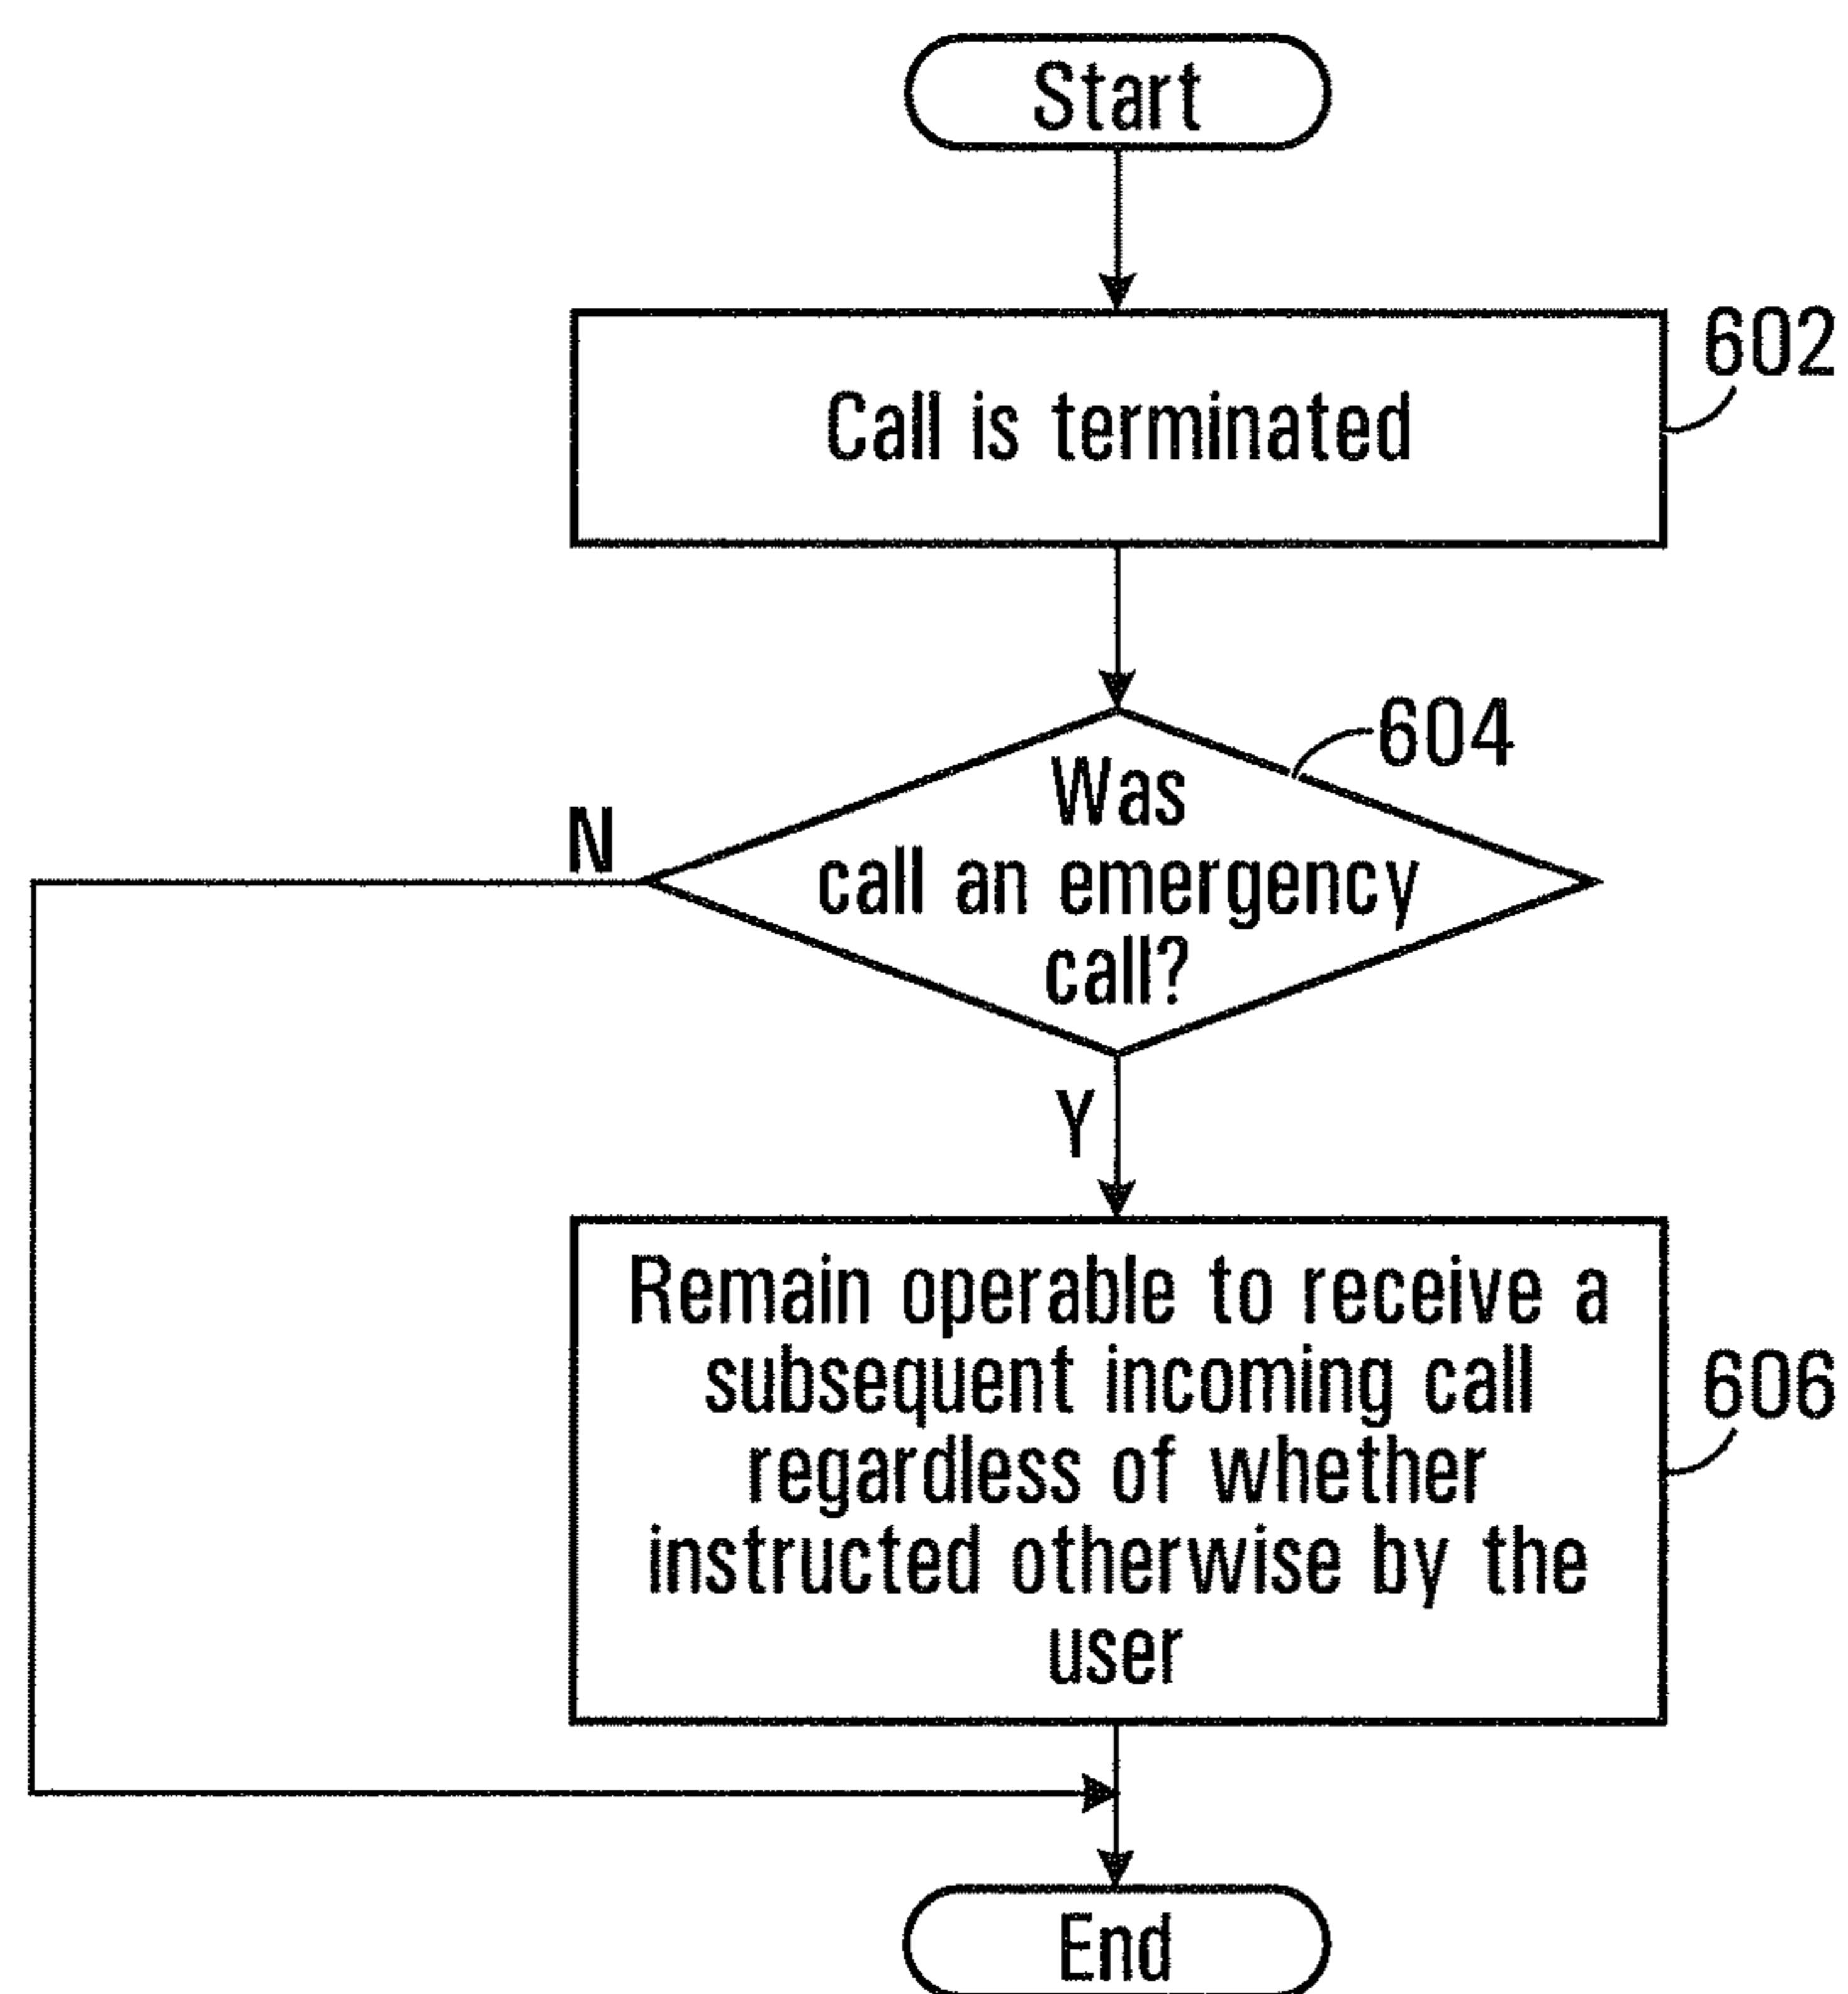 Start
602
Call is terminated
604
Was
call an emergency
call?
N
Y
Remain operable to receive a
subsequent incoming call
regardless of whether
instructed otherwise by the
user
606
End